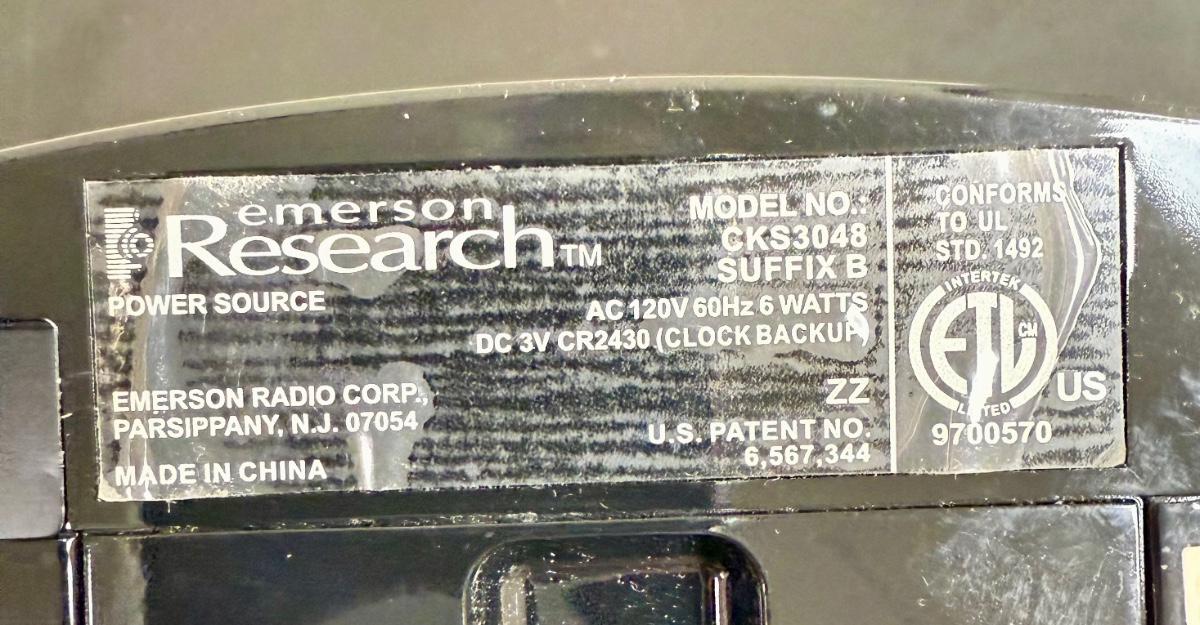 emerson
Research™
POWER SOURCE
EMERSON RADIO CORP.,
PARSIPPANY, N.J. 07054
MADE IN CHINA
MODEL NO.:
CKS3048
SUFFIX B
AC 120V 60Hz 6 WATTS
DC 3V CR2430 (CLOCK BACKUP)
ZZ
U.S. PATENT NO.
6,567,344
CONFORMS
TO UL
STD. 1492
INTERTEK
ETL CM
LISTED
US
9700570